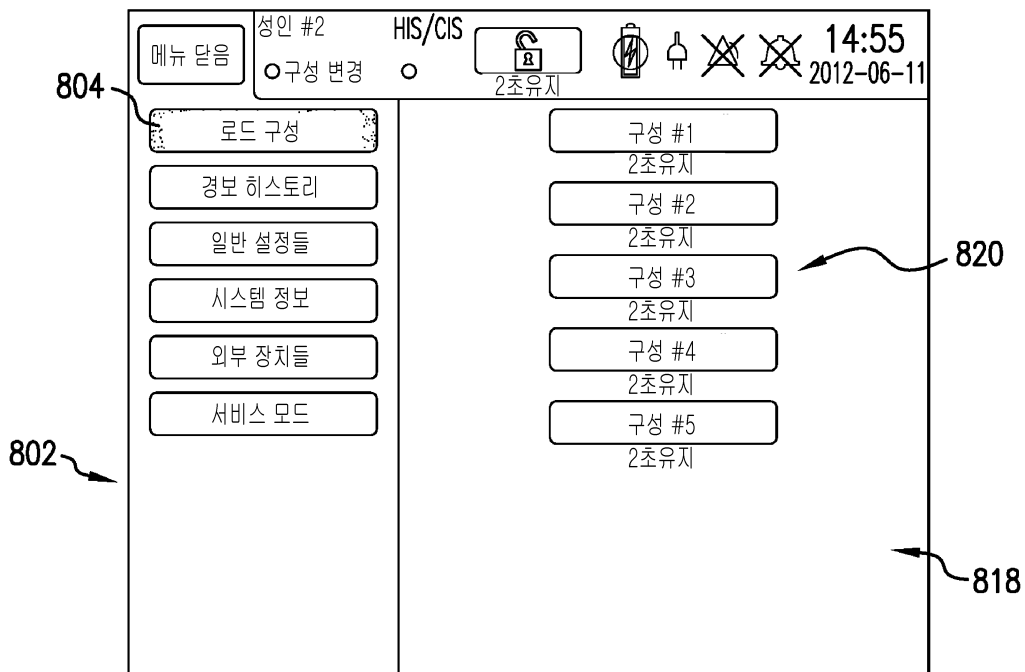 메뉴 닫음
성인 #2
HIS/CIS
구성 변경
2초유지
14:55
2012-06-11
804
로드 구성
경보 히스토리
일반 설정들
시스템 정보
외부 장치들
서비스 모드
802
구성 #1
2초유지
구성 #2
2초유지
구성 #3
2초유지
구성 #4
2초유지
구성 #5
2초유지
820
818